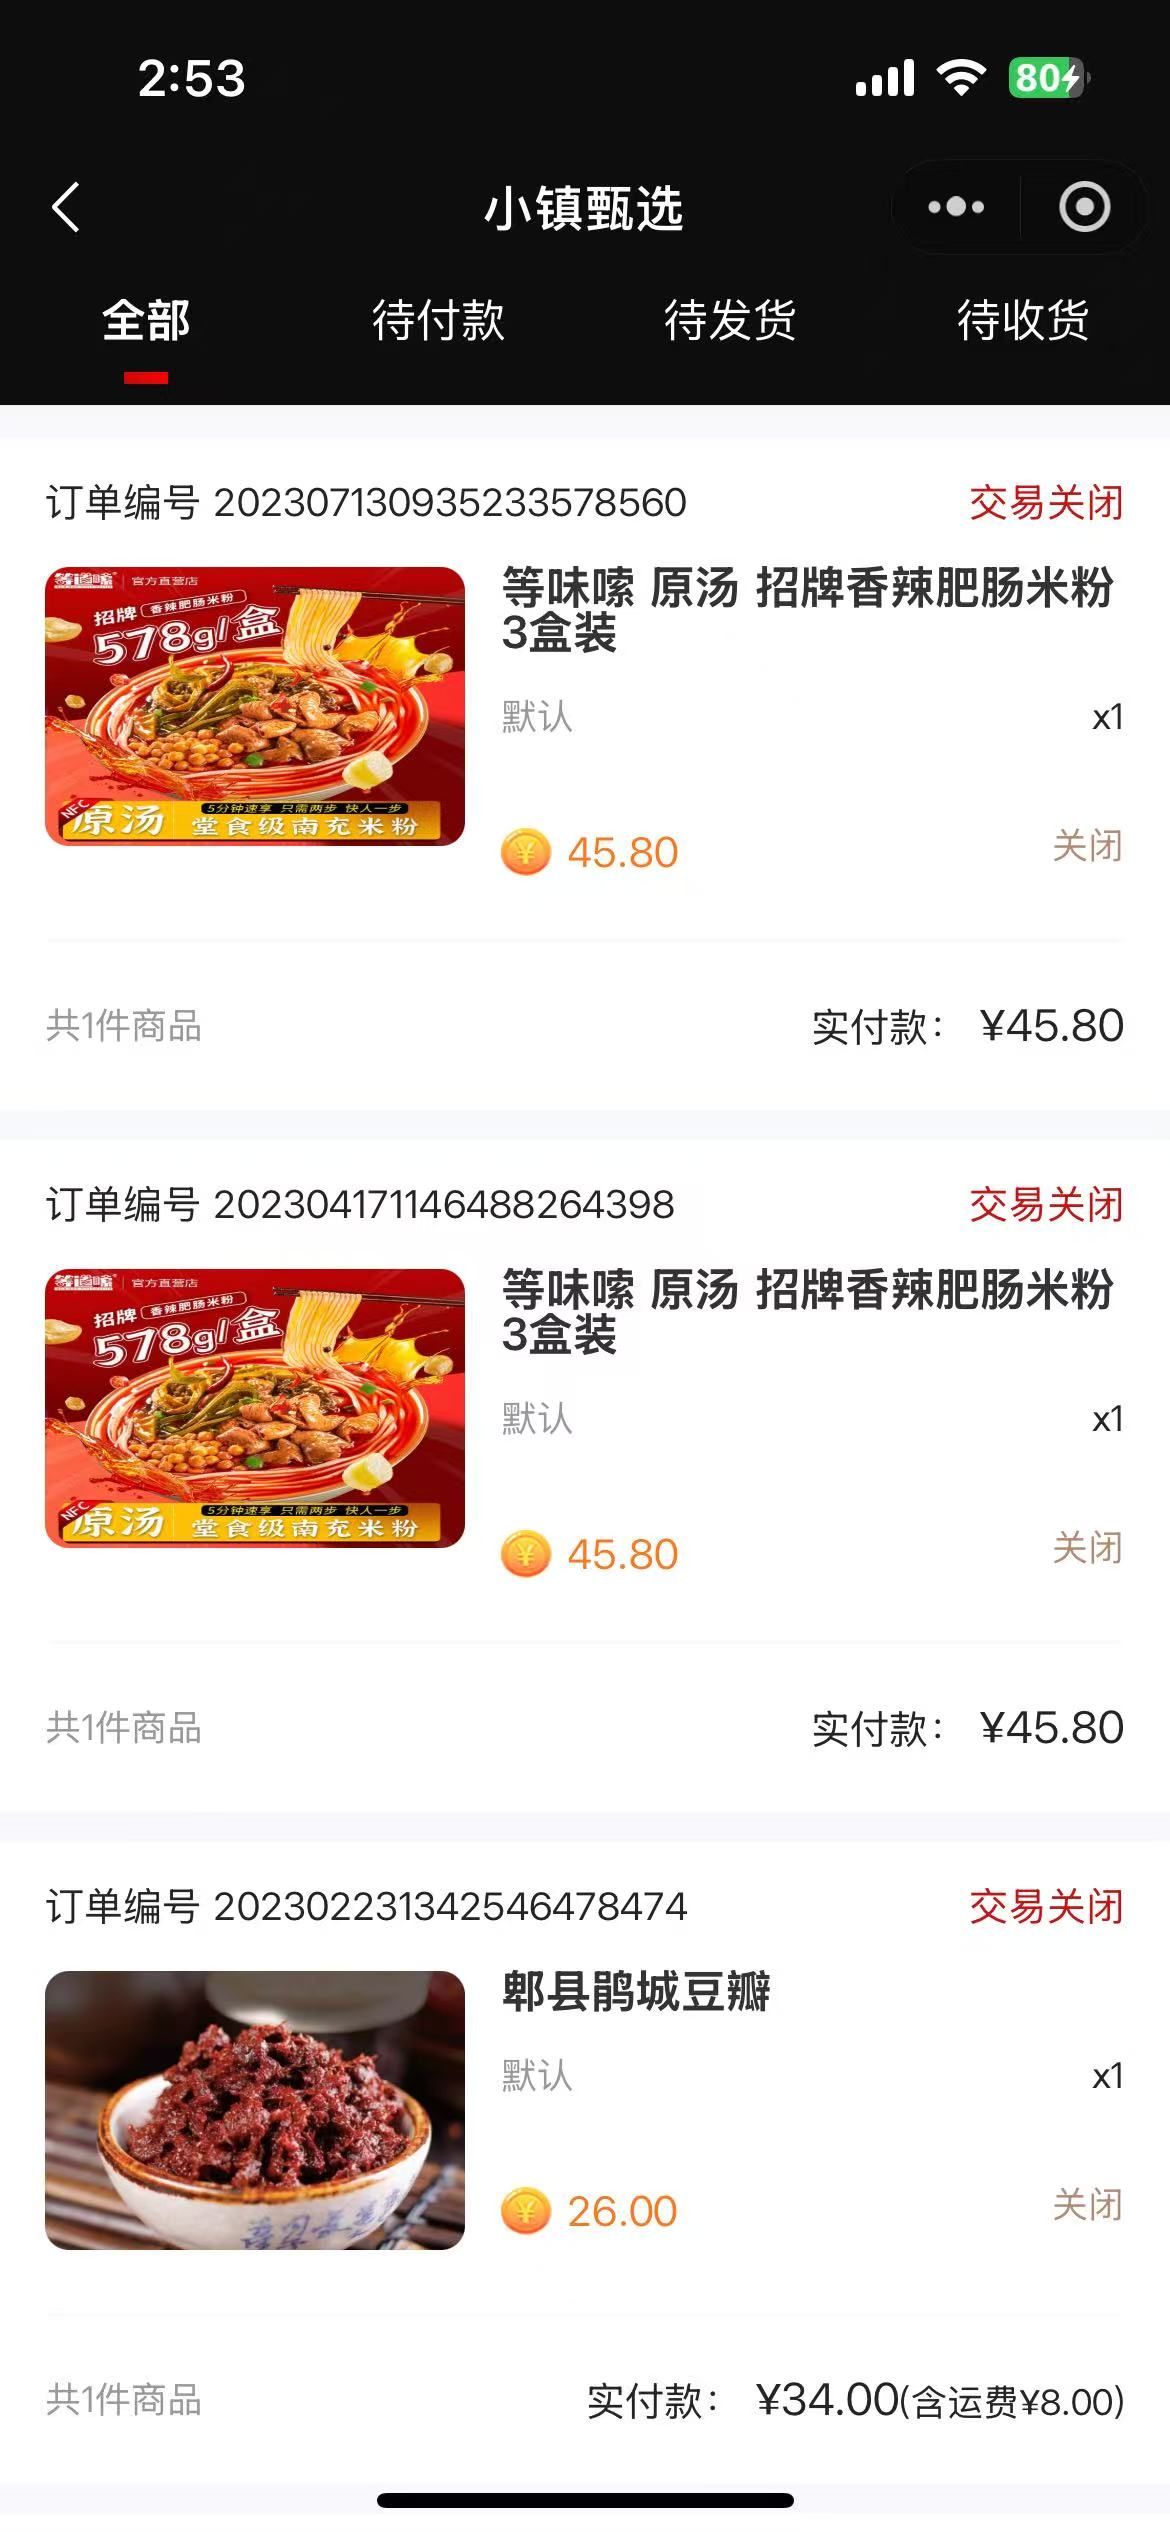 2:53
80
小镇甄选
全部
待付款
待发货
待收货
订单编号 202307130935233578560
交易关闭
官方直营店
招牌 香辣肥肠米粉
578g/盒
NFC
原汤
5分钟速享 只需两步 快人一步
堂食级南充米粉
等味嗦 原汤 招牌香辣肥肠米粉
3盒装
默认
x1
¥ 45.80
关闭
共1件商品
实付款： ¥45.80
订单编号 202304171146488264398
交易关闭
官方直营店
招牌 香辣肥肠米粉
578g/盒
NFC
原汤
5分钟速享 只需两步 快人一步
堂食级南充米粉
等味嗦 原汤 招牌香辣肥肠米粉
3盒装
默认
x1
¥ 45.80
关闭
共1件商品
实付款： ¥45.80
订单编号 202302231342546478474
交易关闭
郫县鹃城豆瓣
默认
x1
¥ 26.00
关闭
共1件商品
实付款： ¥34.00(含运费¥8.00)